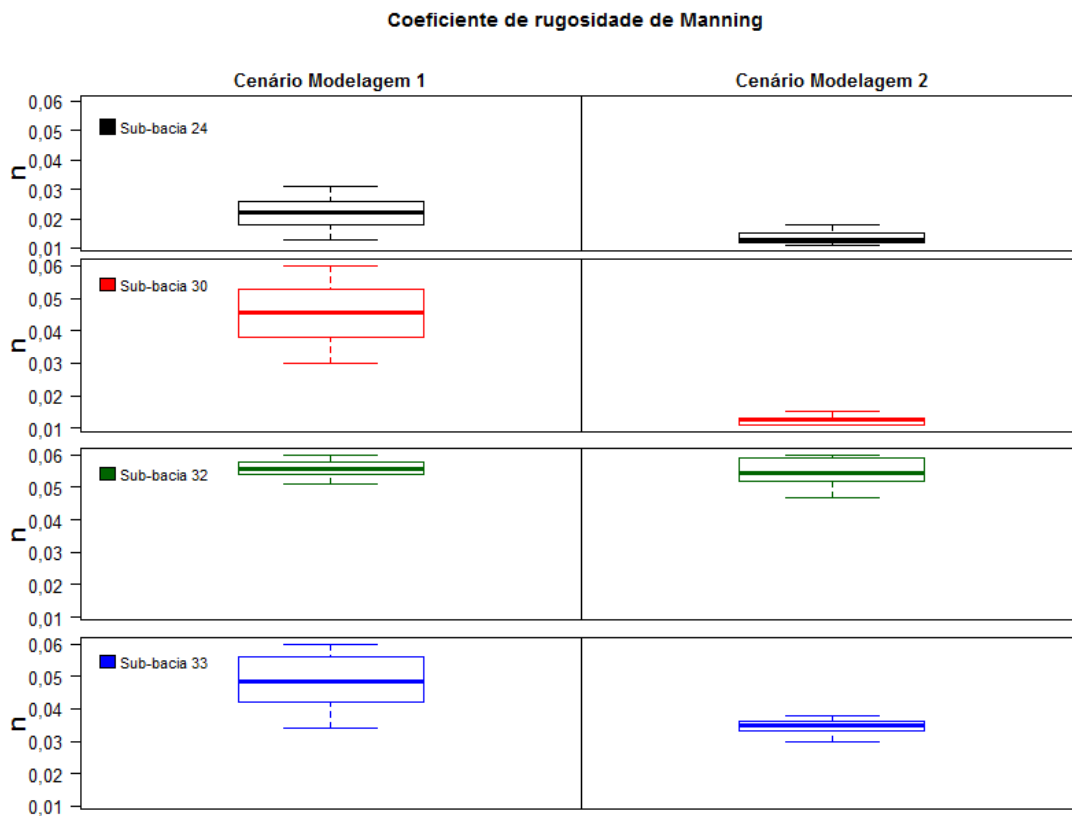 Coeficiente de rugosidade de Manning
Cenário Modelagem 1
Cenário Modelagem 2
n
0,06
0,05
0,04
0,03
0,02
0,01
Sub-bacia 24
n
0,06
0,05
0,04
0,03
0,02
0,01
Sub-bacia 30
n
0,06
0,05
0,04
0,03
0,02
0,01
Sub-bacia 32
n
0,06
0,05
0,04
0,03
0,02
0,01
Sub-bacia 33